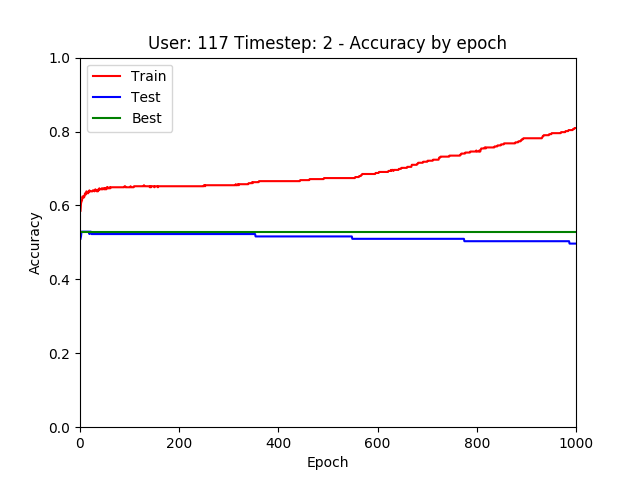 User: 117 Timestep: 2 - Accuracy by epoch
Train
Test
Best
1.0
0.8
0.6
0.4
0.2
0.0
Accuracy
0 200 400 600 800 1000
Epoch